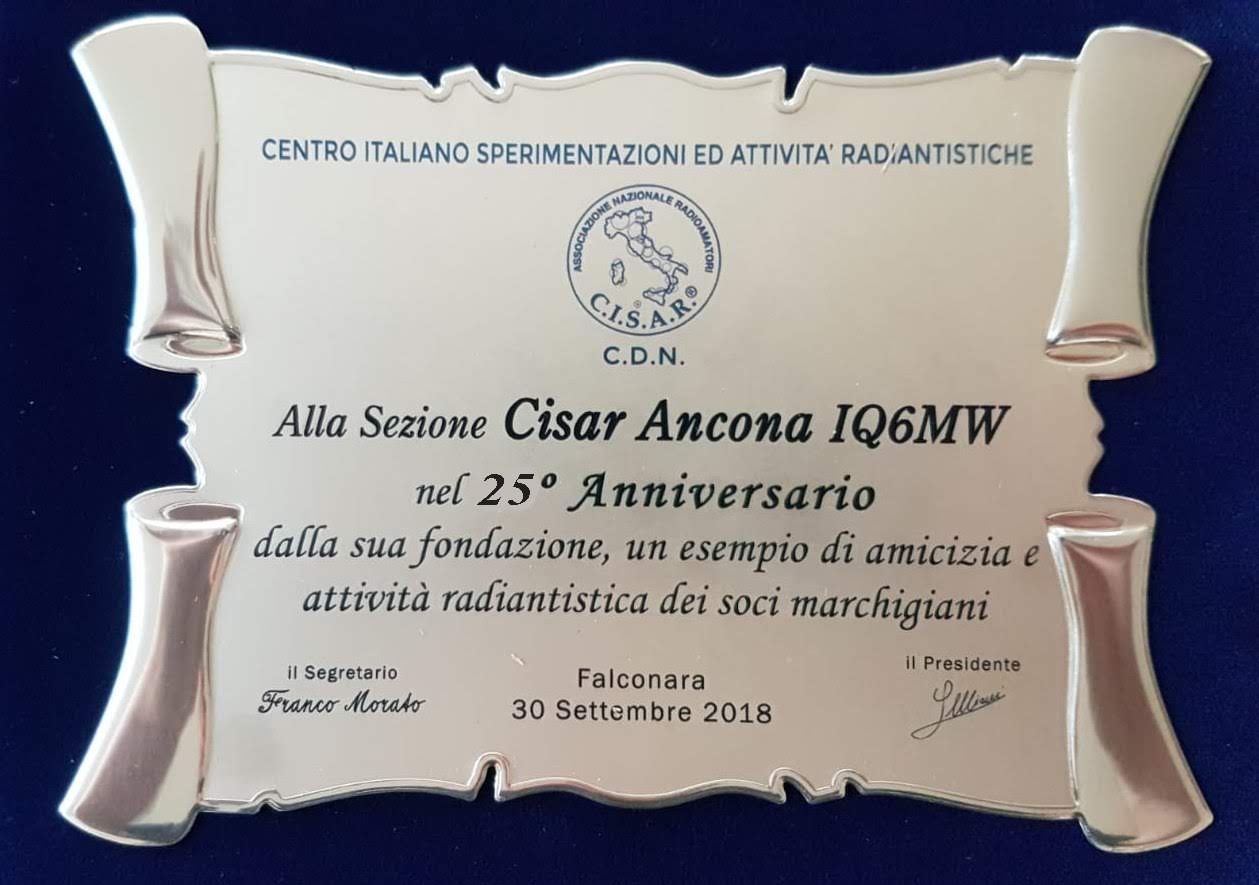 CENTRO ITALIANO SPERIMENTAZIONI ED ATTIVITA' RADIANTISTICHE
ASSOCIAZIONE NAZIONALE RADIOAMATORI
C.I.S.A.R.®
C.D.N.
Alla Sezione Cisar Ancona IQ6MW
nel 25° Anniversario
dalla sua fondazione, un esempio di amicizia e
attività radiantistica dei soci marchigiani
il Segretario
Franco Morato
Falconara
30 Settembre 2018
il Presidente